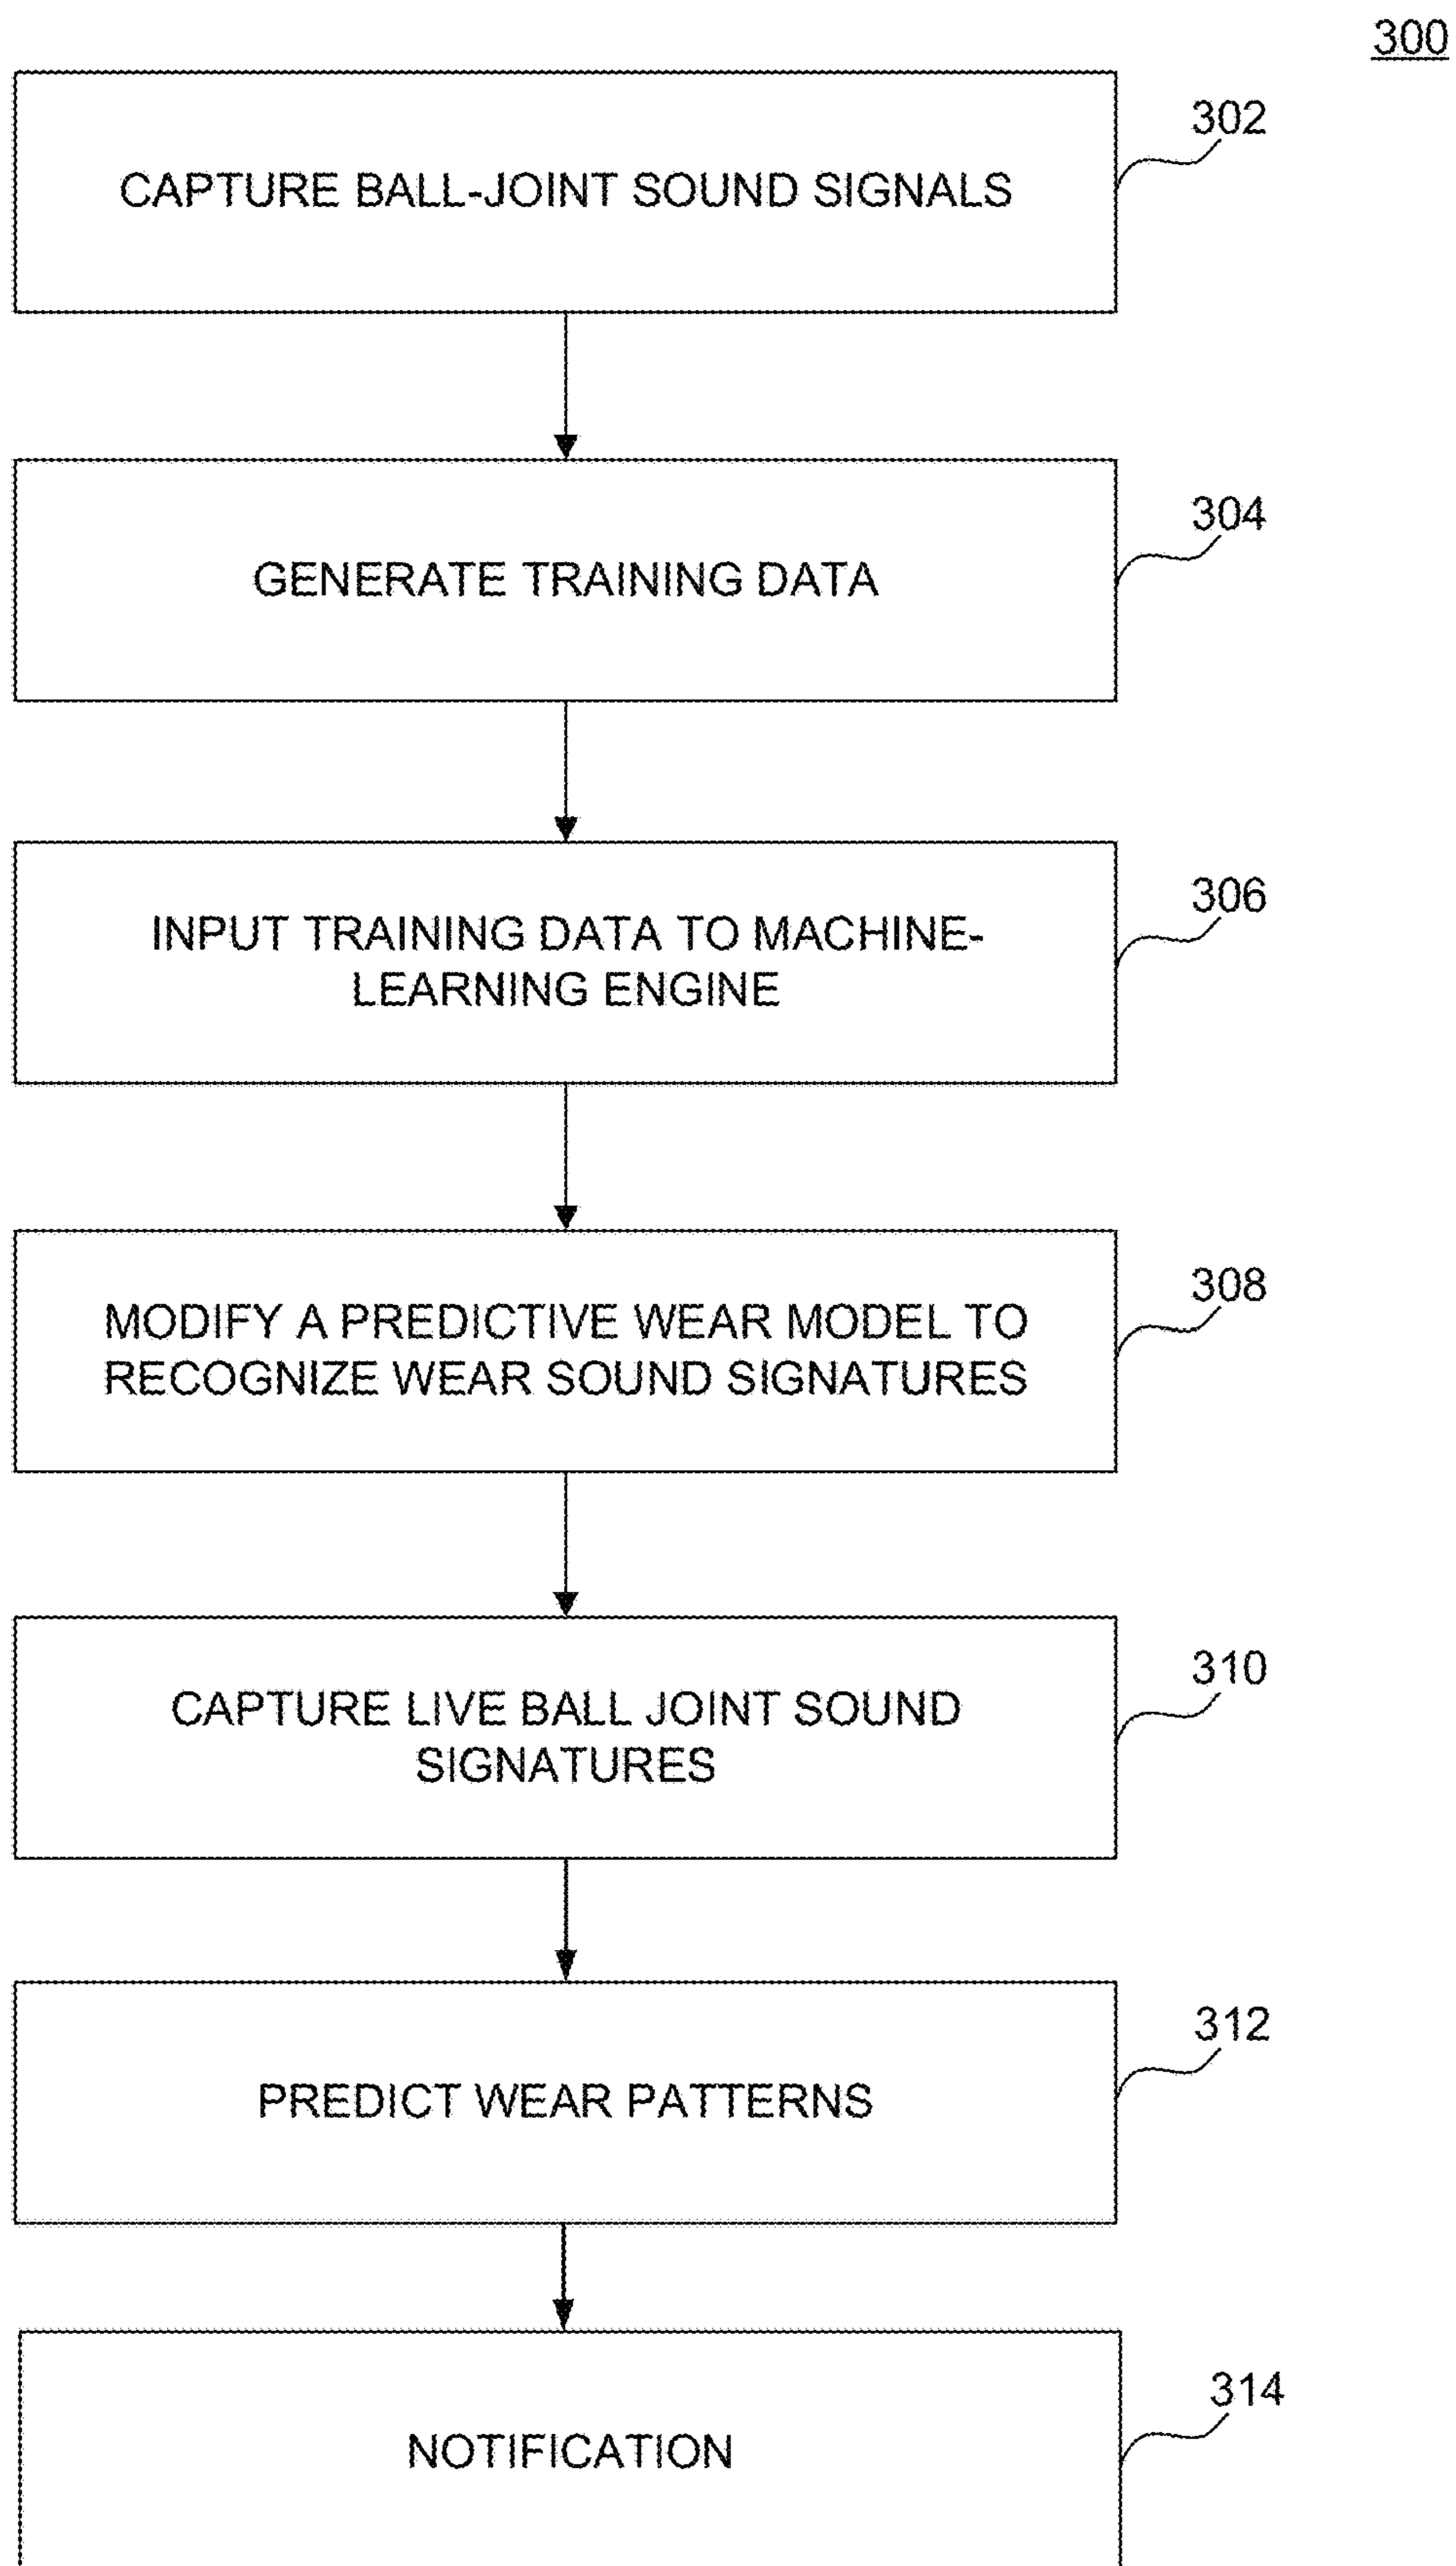 300
302
CAPTURE BALL-JOINT SOUND SIGNALS
304
GENERATE TRAINING DATA
306
INPUT TRAINING DATA TO MACHINE-
LEARNING ENGINE
308
MODIFY A PREDICTIVE WEAR MODEL TO
RECOGNIZE WEAR SOUND SIGNATURES
310
CAPTURE LIVE BALL JOINT SOUND
SIGNATURES
312
PREDICT WEAR PATTERNS
314
NOTIFICATION